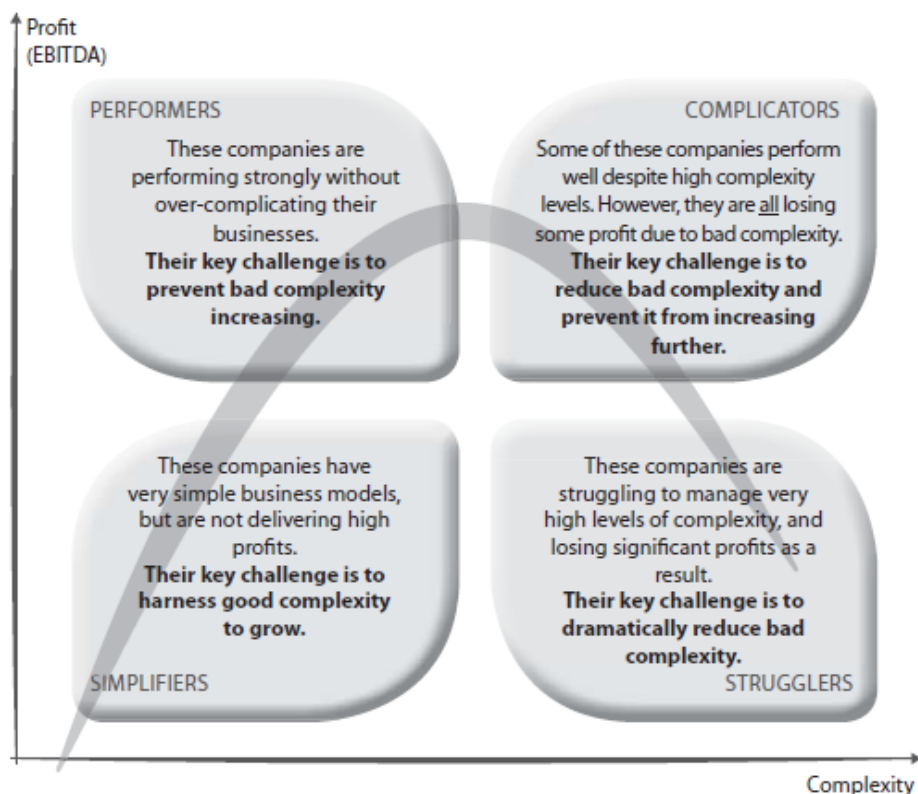 Profit
(EBITDA)
PERFORMERS
These companies are
performing strongly without
over-complicating their
businesses.
Their key challenge is to
prevent bad complexity
increasing.
COMPLICATORS
Some of these companies perform
well despite high complexity
levels. However, they are all losing
some profit due to bad complexity.
Their key challenge is to
reduce bad complexity and
prevent it from increasing
further.
These companies have
very simple business models,
but are not delivering high
profits.
Their key challenge is to
harness good complexity
to grow.
SIMPLIFIERS
These companies are
struggling to manage very
high levels of complexity, and
losing significant profits as a
result.
Their key challenge is to
dramatically reduce bad
complexity.
STRUGGLERS
Complexity